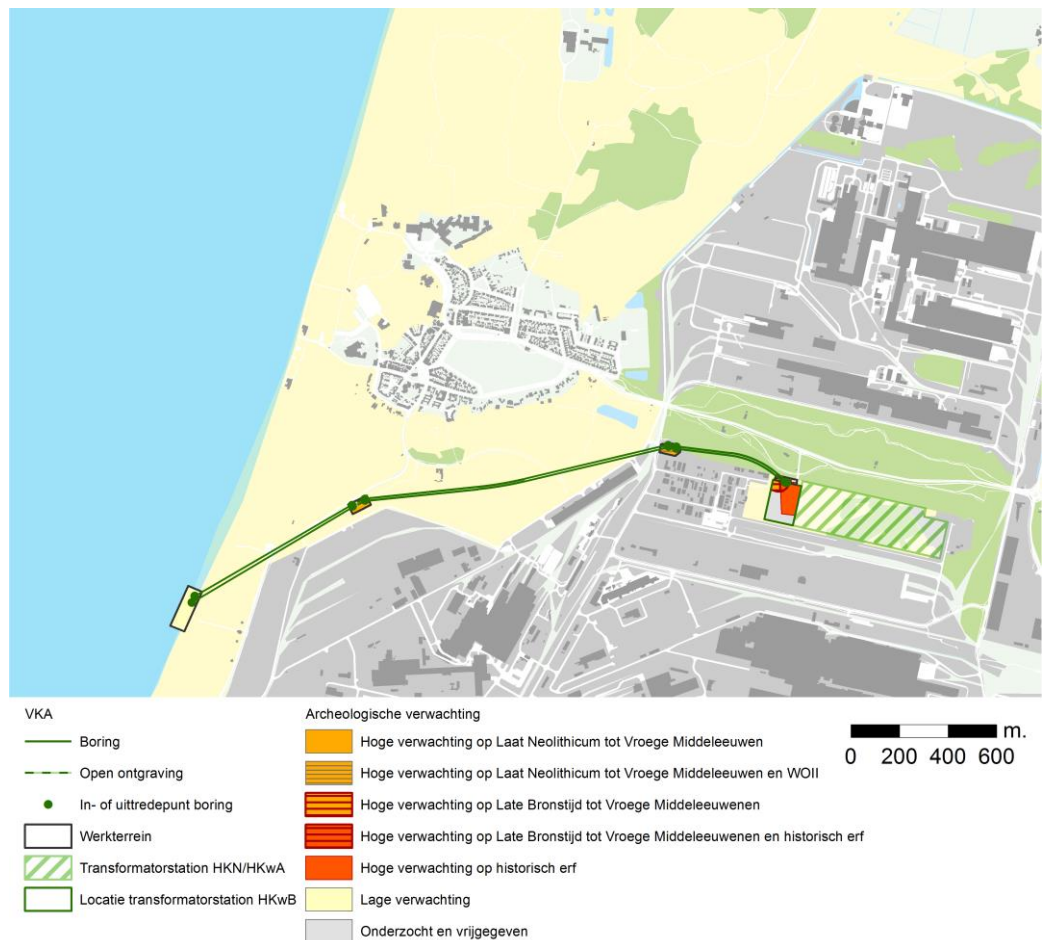 VKA
Boring
Open ontgraving
In- of uittredepunt boring
Werkterrein
Transformatorstation HKN/HKwA
Locatie transformatorstation HKwB
Archeologische verwachting
Hoge verwachting op Laat Neolithicum tot Vroege Middeleeuwen
Hoge verwachting op Laat Neolithicum tot Vroege Middeleeuwen en WOII
Hoge verwachting op Late Bronstijd tot Vroege Middeleeuwenen
Hoge verwachting op Late Bronstijd tot Vroege Middeleeuwenen en historisch erf
Hoge verwachting op historisch erf
Lage verwachting
Onderzocht en vrijgegeven
m.
0 200 400 600